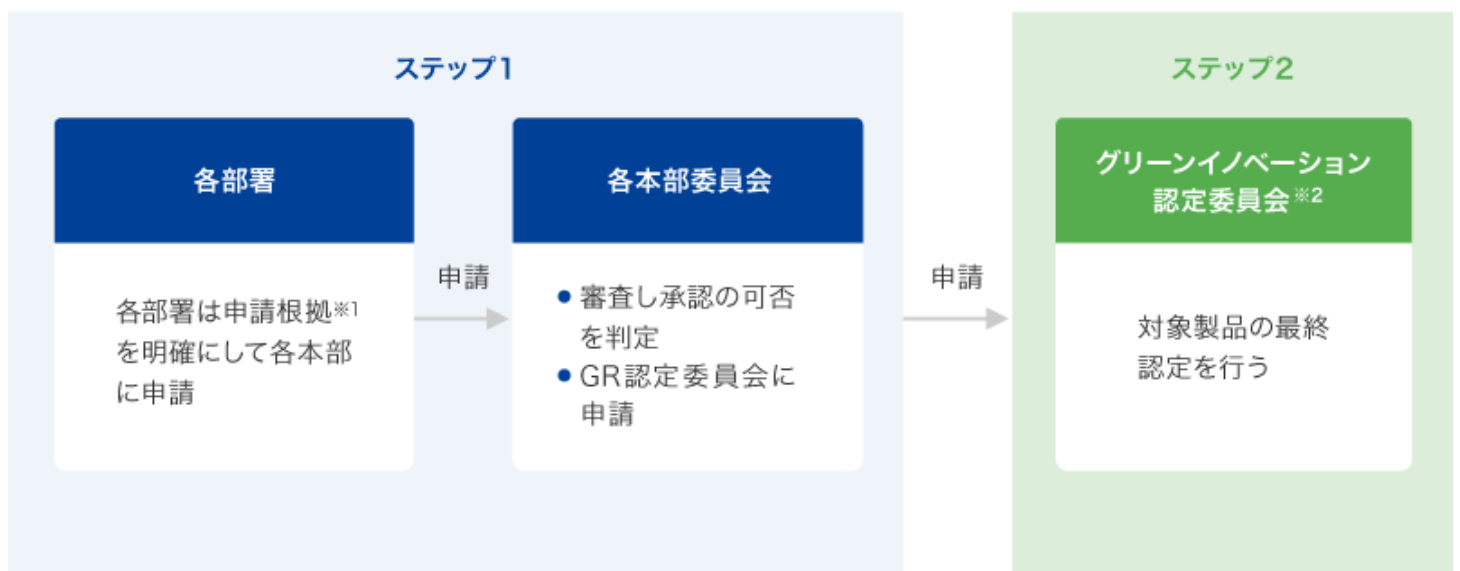 ステップ1
各部署
各部署は申請根拠※1
を明確にして各本部
に申請
申請
各本部委員会
● 審査し承認の可否
を判定
● GR認定委員会に
申請
申請
ステップ2
グリーンイノベーション
認定委員会※2
対象製品の最終
認定を行う